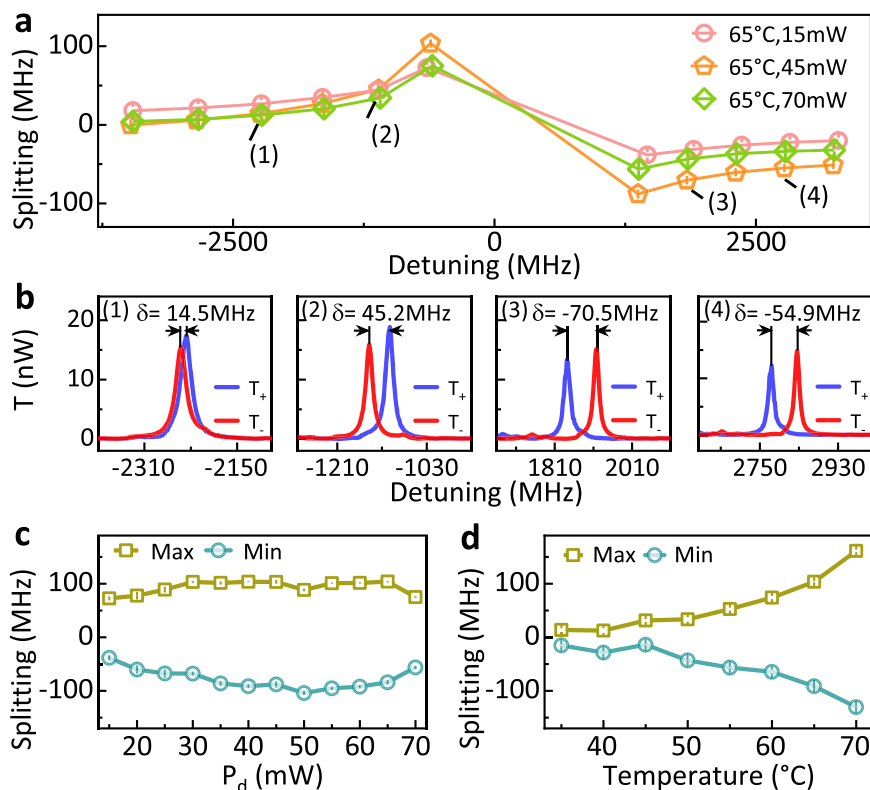 a
Splitting (MHz)
100
0
-100
65°C,15mW
65°C,45mW
65°C,70mW
(1)
(2)
(3)
(4)
-2500
0
2500
Detuning (MHz)
b
T (nW)
20
10
0
(1) δ= 14.5MHz
T+
T-
-2310
-2150
(2) δ= 45.2MHz
T+
T-
-1210
-1030
(3) δ= -70.5MHz
T+
T-
1810
2010
(4) δ= -54.9MHz
T+
T-
2750
2930
Detuning (MHz)
c
Splitting (MHz)
Max
Min
100
0
-100
20
30
40
50
60
70
Pd (mW)
d
Splitting (MHz)
Max
Min
100
0
-100
40
50
60
70
Temperature (°C)